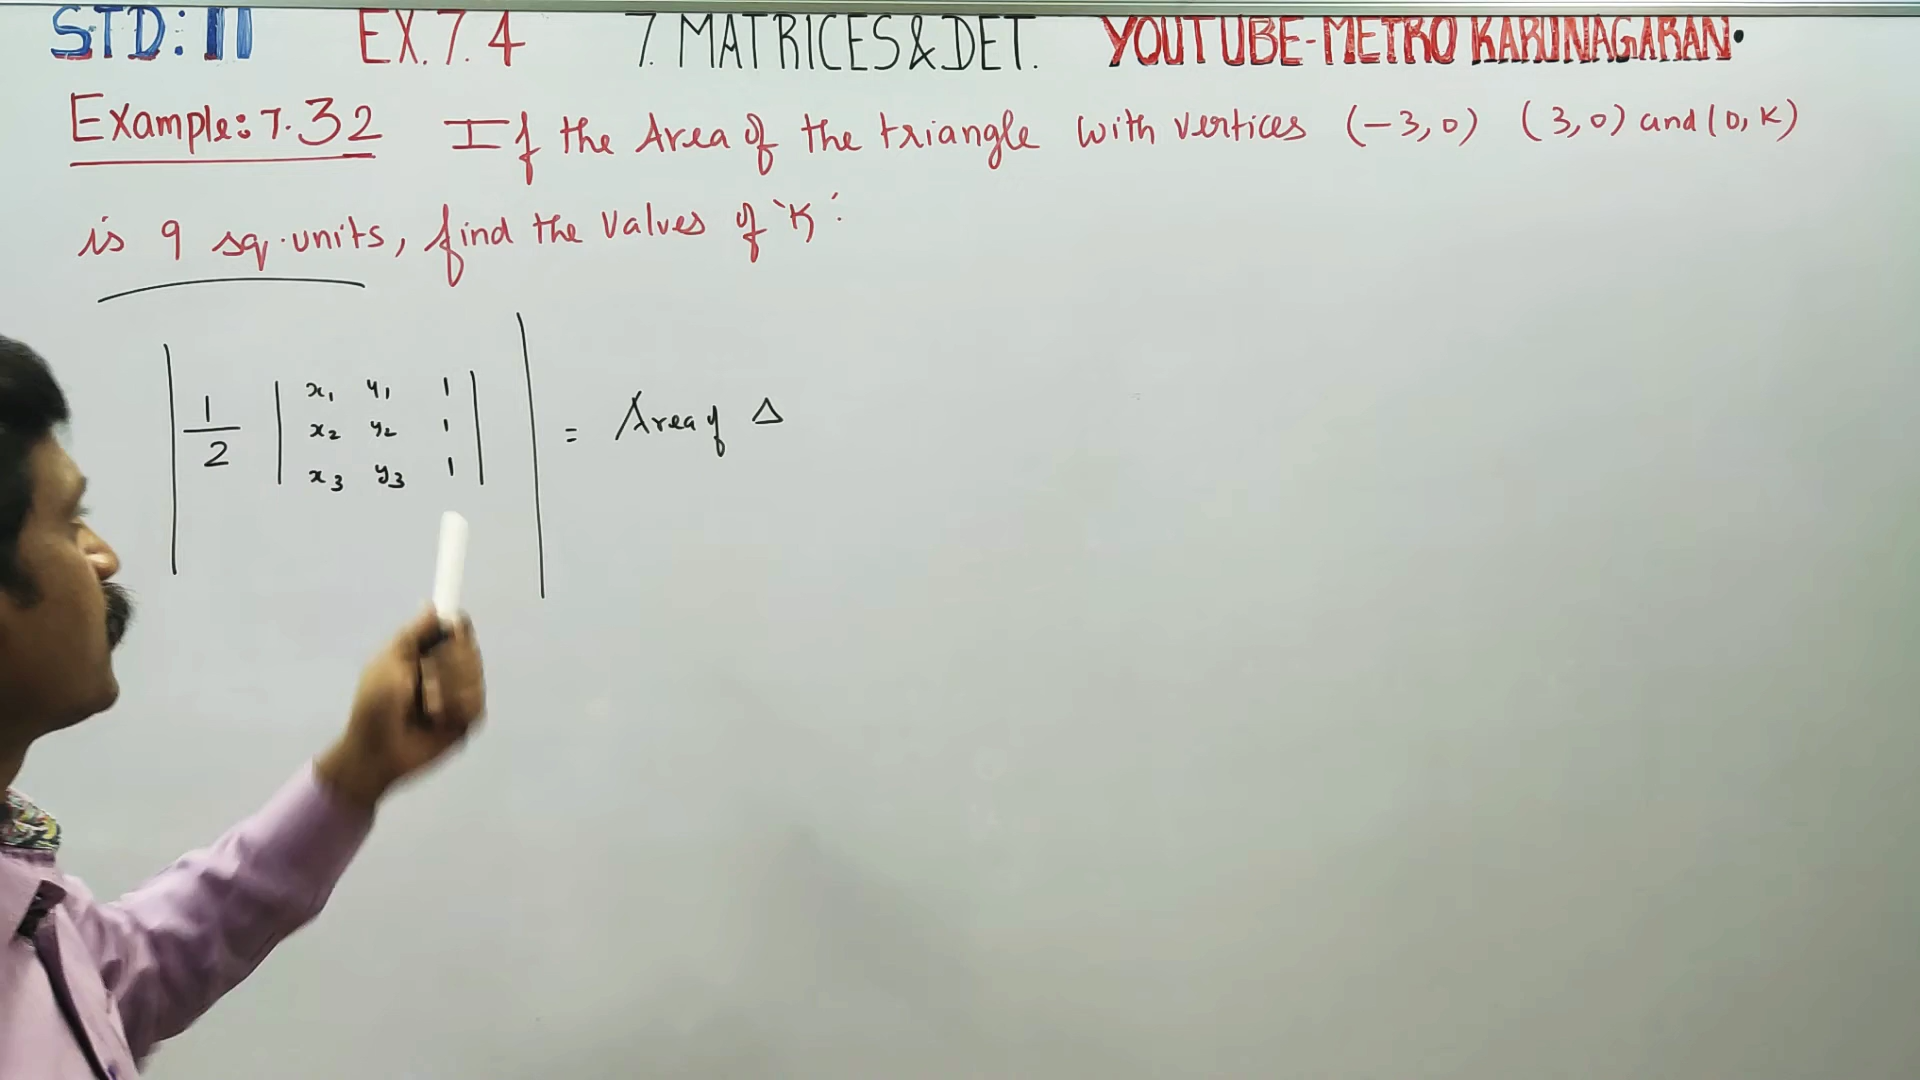 STD: 11 EX.7.4 7. MATRICES & DET. YOUTUBE-METRO KARUNAGARAN.
Example: 7.32 If the Area of the triangle with vertices (-3,0) (3,0) and (0, K)
is 9 sq.units, find the values of 'K'.
| 1/2 | x₁ y₁ 1
x₂ y₂ 1
x₃ y₃ 1 | | = Area of Δ